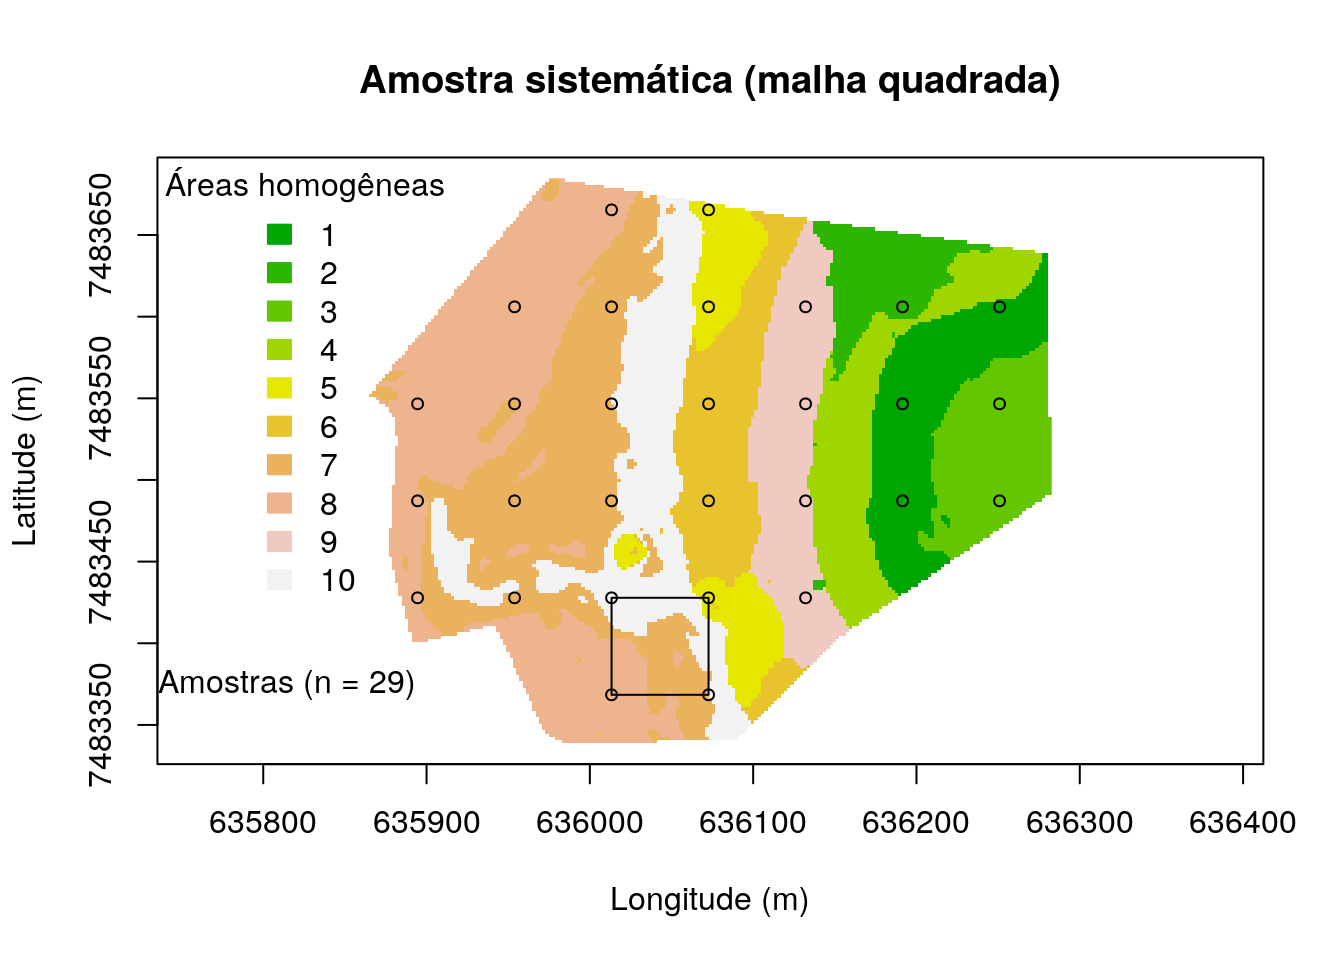 Amostra sistemática (malha quadrada)
Áreas homogêneas
1
2
3
4
5
6
7
8
9
10
Amostras (n = 29)
Latitude (m)
7483650
7483550
7483450
7483350
635800 635900 636000 636100 636200 636300 636400
Longitude (m)